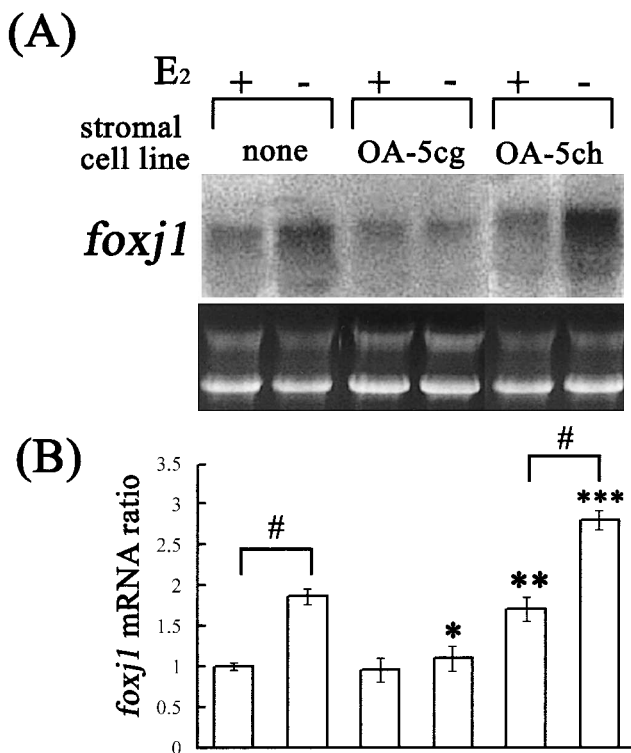 (A)
E2 + - + - + -
stromal
cell line
none OA-5cg OA-5ch
foxj1
(B)
foxj1 mRNA ratio
3.5
3
2.5
2
1.5
1
0.5
0
#
*
**
#
***